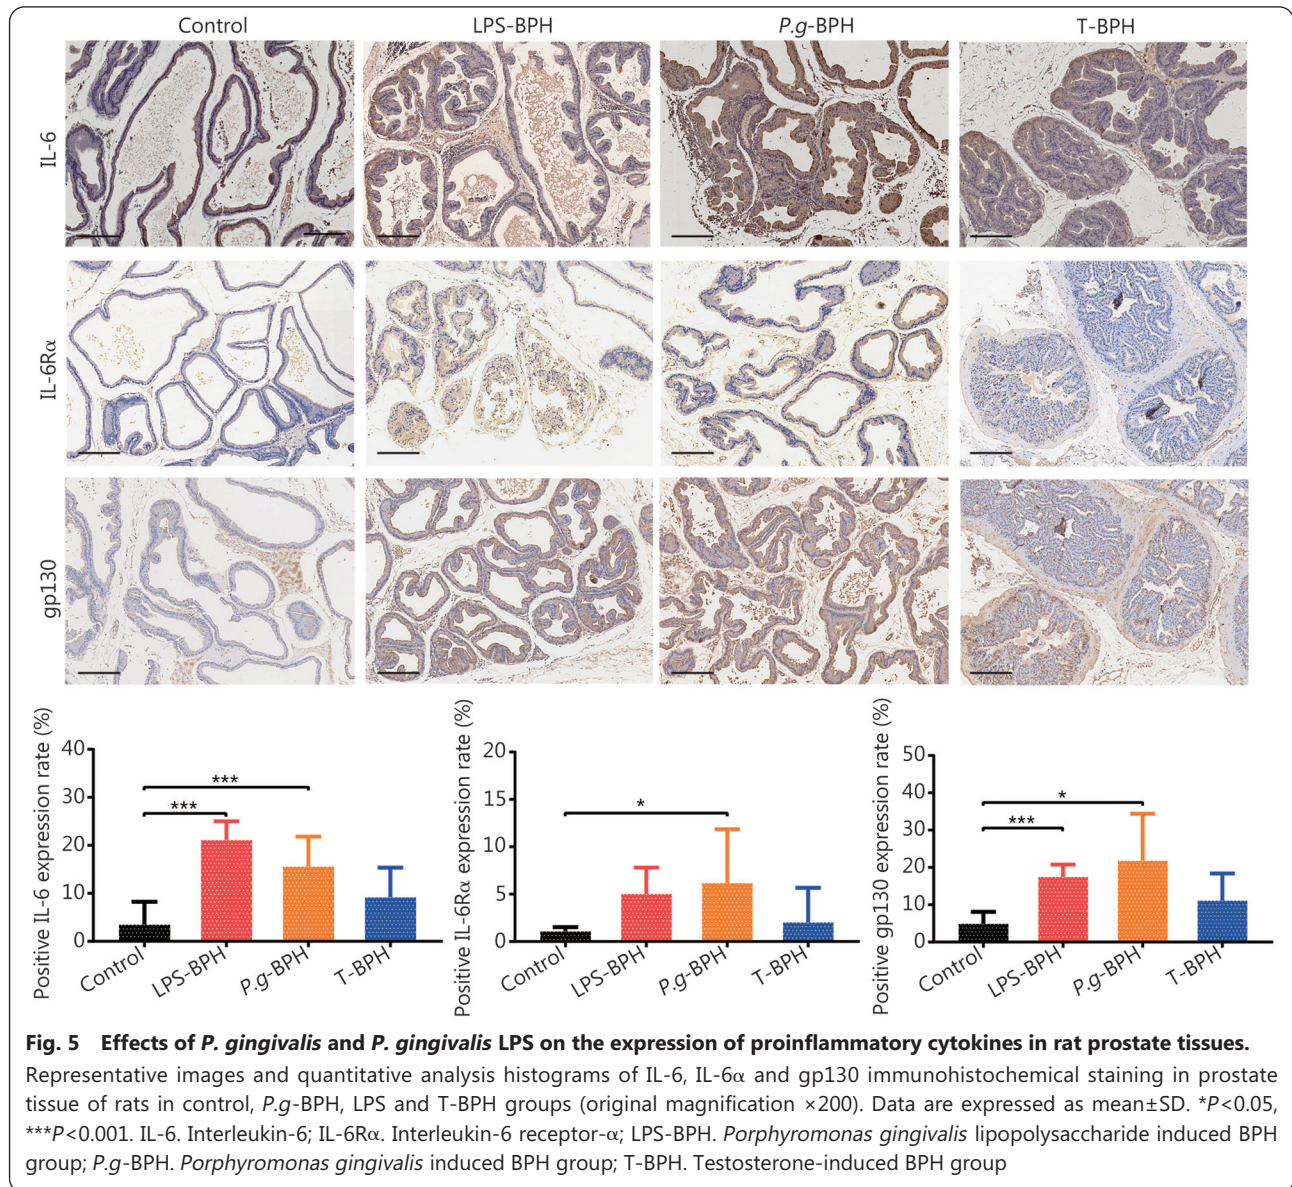 Control LPS-BPH P.g-BPH T-BPH
IL-6
IL-6Rα
gp130
Positive IL-6 expression rate (%)
40
30
20
10
0
***
***
Control LPS-BPH P.g-BPH T-BPH
Positive IL-6Rα expression rate (%)
20
15
10
5
0
*
Control LPS-BPH P.g-BPH T-BPH
Positive gp130 expression rate (%)
50
40
30
20
10
0
*
***
Control LPS-BPH P.g-BPH T-BPH
Fig. 5 Effects of P. gingivalis and P. gingivalis LPS on the expression of proinflammatory cytokines in rat prostate tissues.
Representative images and quantitative analysis histograms of IL-6, IL-6α and gp130 immunohistochemical staining in prostate
tissue of rats in control, P.g-BPH, LPS and T-BPH groups (original magnification ×200). Data are expressed as mean±SD. *P<0.05,
***P<0.001. IL-6. Interleukin-6; IL-6Rα. Interleukin-6 receptor-α; LPS-BPH. Porphyromonas gingivalis lipopolysaccharide induced BPH
group; P.g-BPH. Porphyromonas gingivalis induced BPH group; T-BPH. Testosterone-induced BPH group